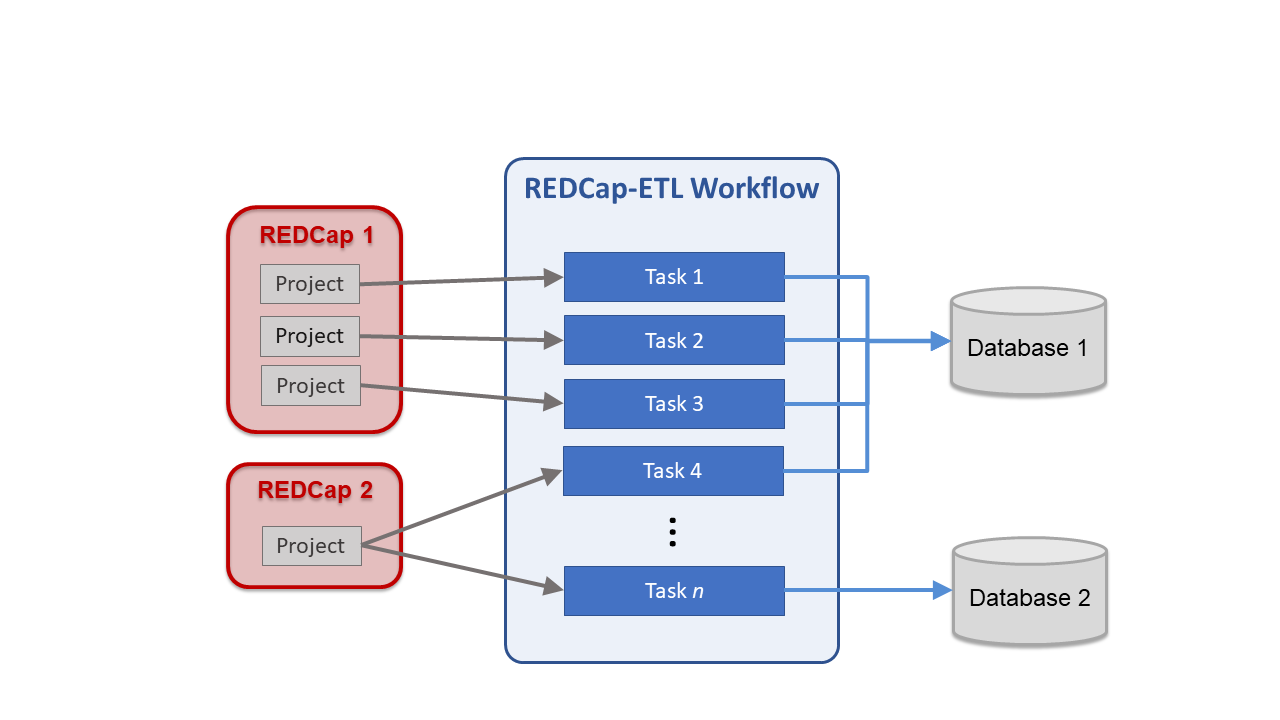 REDCap-ETL Workflow
REDCap 1
Project
Project
Project
REDCap 2
Project
Task 1
Task 2
Task 3
Task 4
Task n
Database 1
Database 2